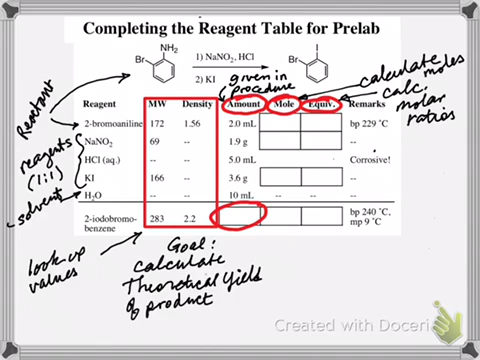 Completing the Reagent Table for Prelab
Br NH2 1) NaNO2, HCl Br I
2) KI
given in procedure
calculate moles
calc. molar ratios
Reactant
reagents (1:1)
solvent
Reagent MW Density Amount Mole Equiv. Remarks
2-bromoaniline 172 1.56 2.0 mL bp 229 ˚C
NaNO2 69 -- 1.9 g --
HCl (aq.) -- -- 5.0 mL Corrosive!
KI 166 -- 3.6 g --
H2O -- -- 10 mL -- -- --
2-iodobromo-benzene 283 2.2 bp 240 ˚C, mp 9 ˚C
look up values
Goal:
calculate
Theoretical yield
of product
Created with Doceri